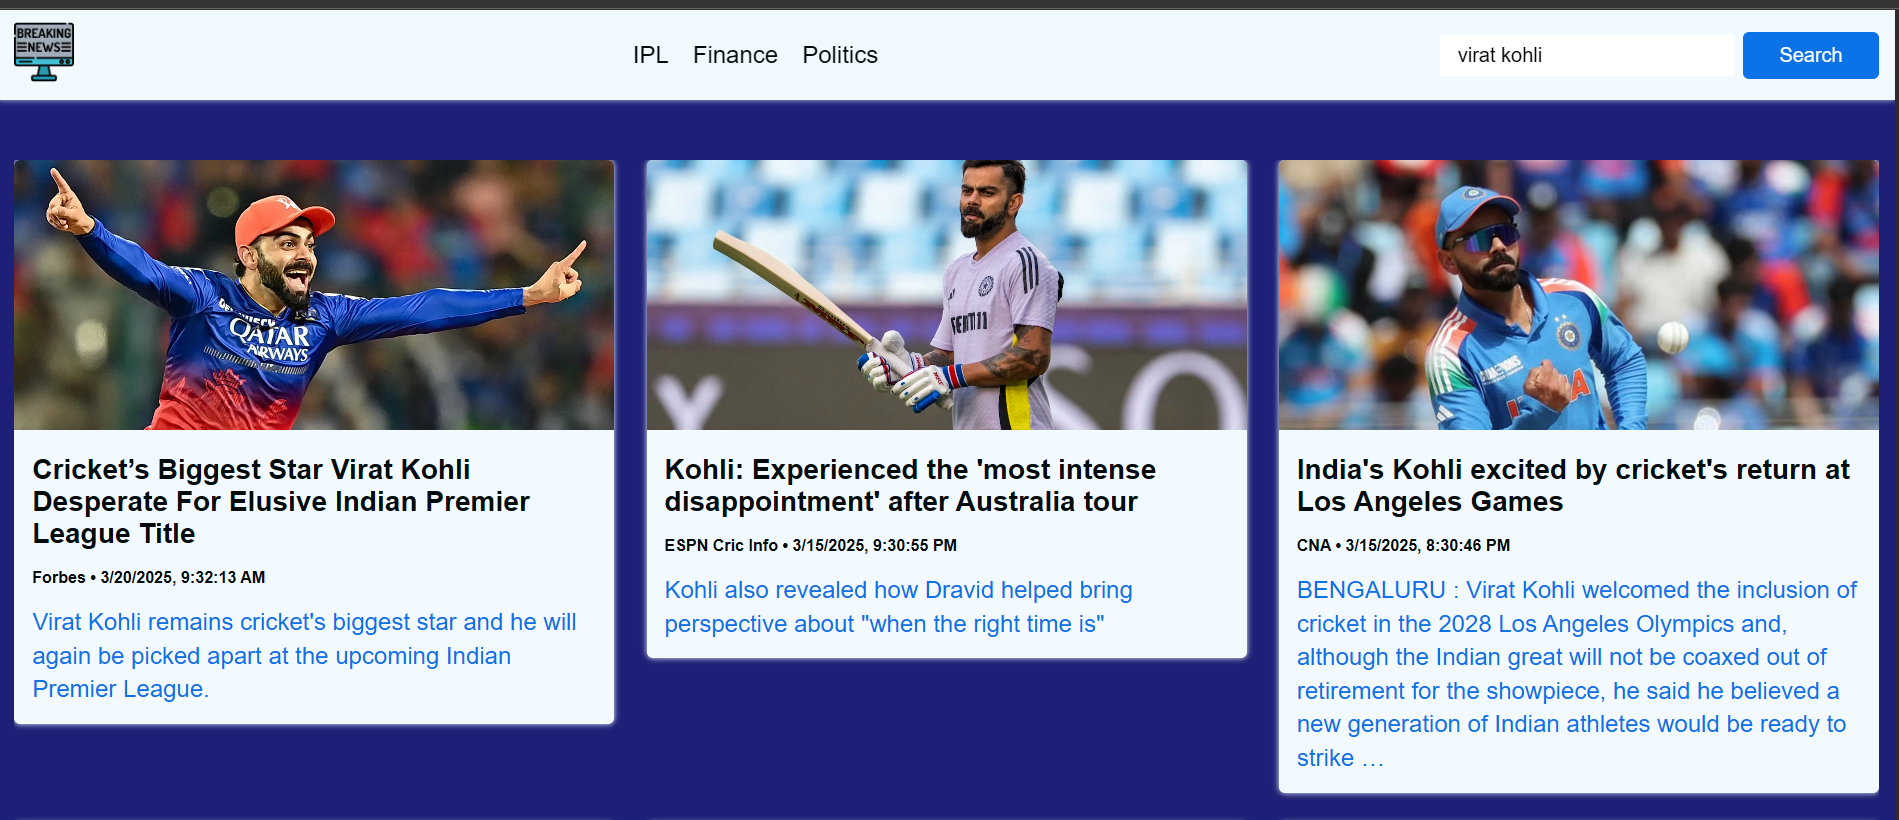 BREAKING
NEWS
IPL Finance Politics
virat kohli
Search
QATAR
AIRWAYS
Cricket’s Biggest Star Virat Kohli
Desperate For Elusive Indian Premier
League Title
Forbes • 3/20/2025, 9:32:13 AM
Virat Kohli remains cricket's biggest star and he will
again be picked apart at the upcoming Indian
Premier League.
Kohli: Experienced the 'most intense
disappointment' after Australia tour
ESPN Cric Info • 3/15/2025, 9:30:55 PM
Kohli also revealed how Dravid helped bring
perspective about "when the right time is"
India's Kohli excited by cricket's return at
Los Angeles Games
CNA • 3/15/2025, 8:30:46 PM
BENGALURU : Virat Kohli welcomed the inclusion of
cricket in the 2028 Los Angeles Olympics and,
although the Indian great will not be coaxed out of
retirement for the showpiece, he said he believed a
new generation of Indian athletes would be ready to
strike …